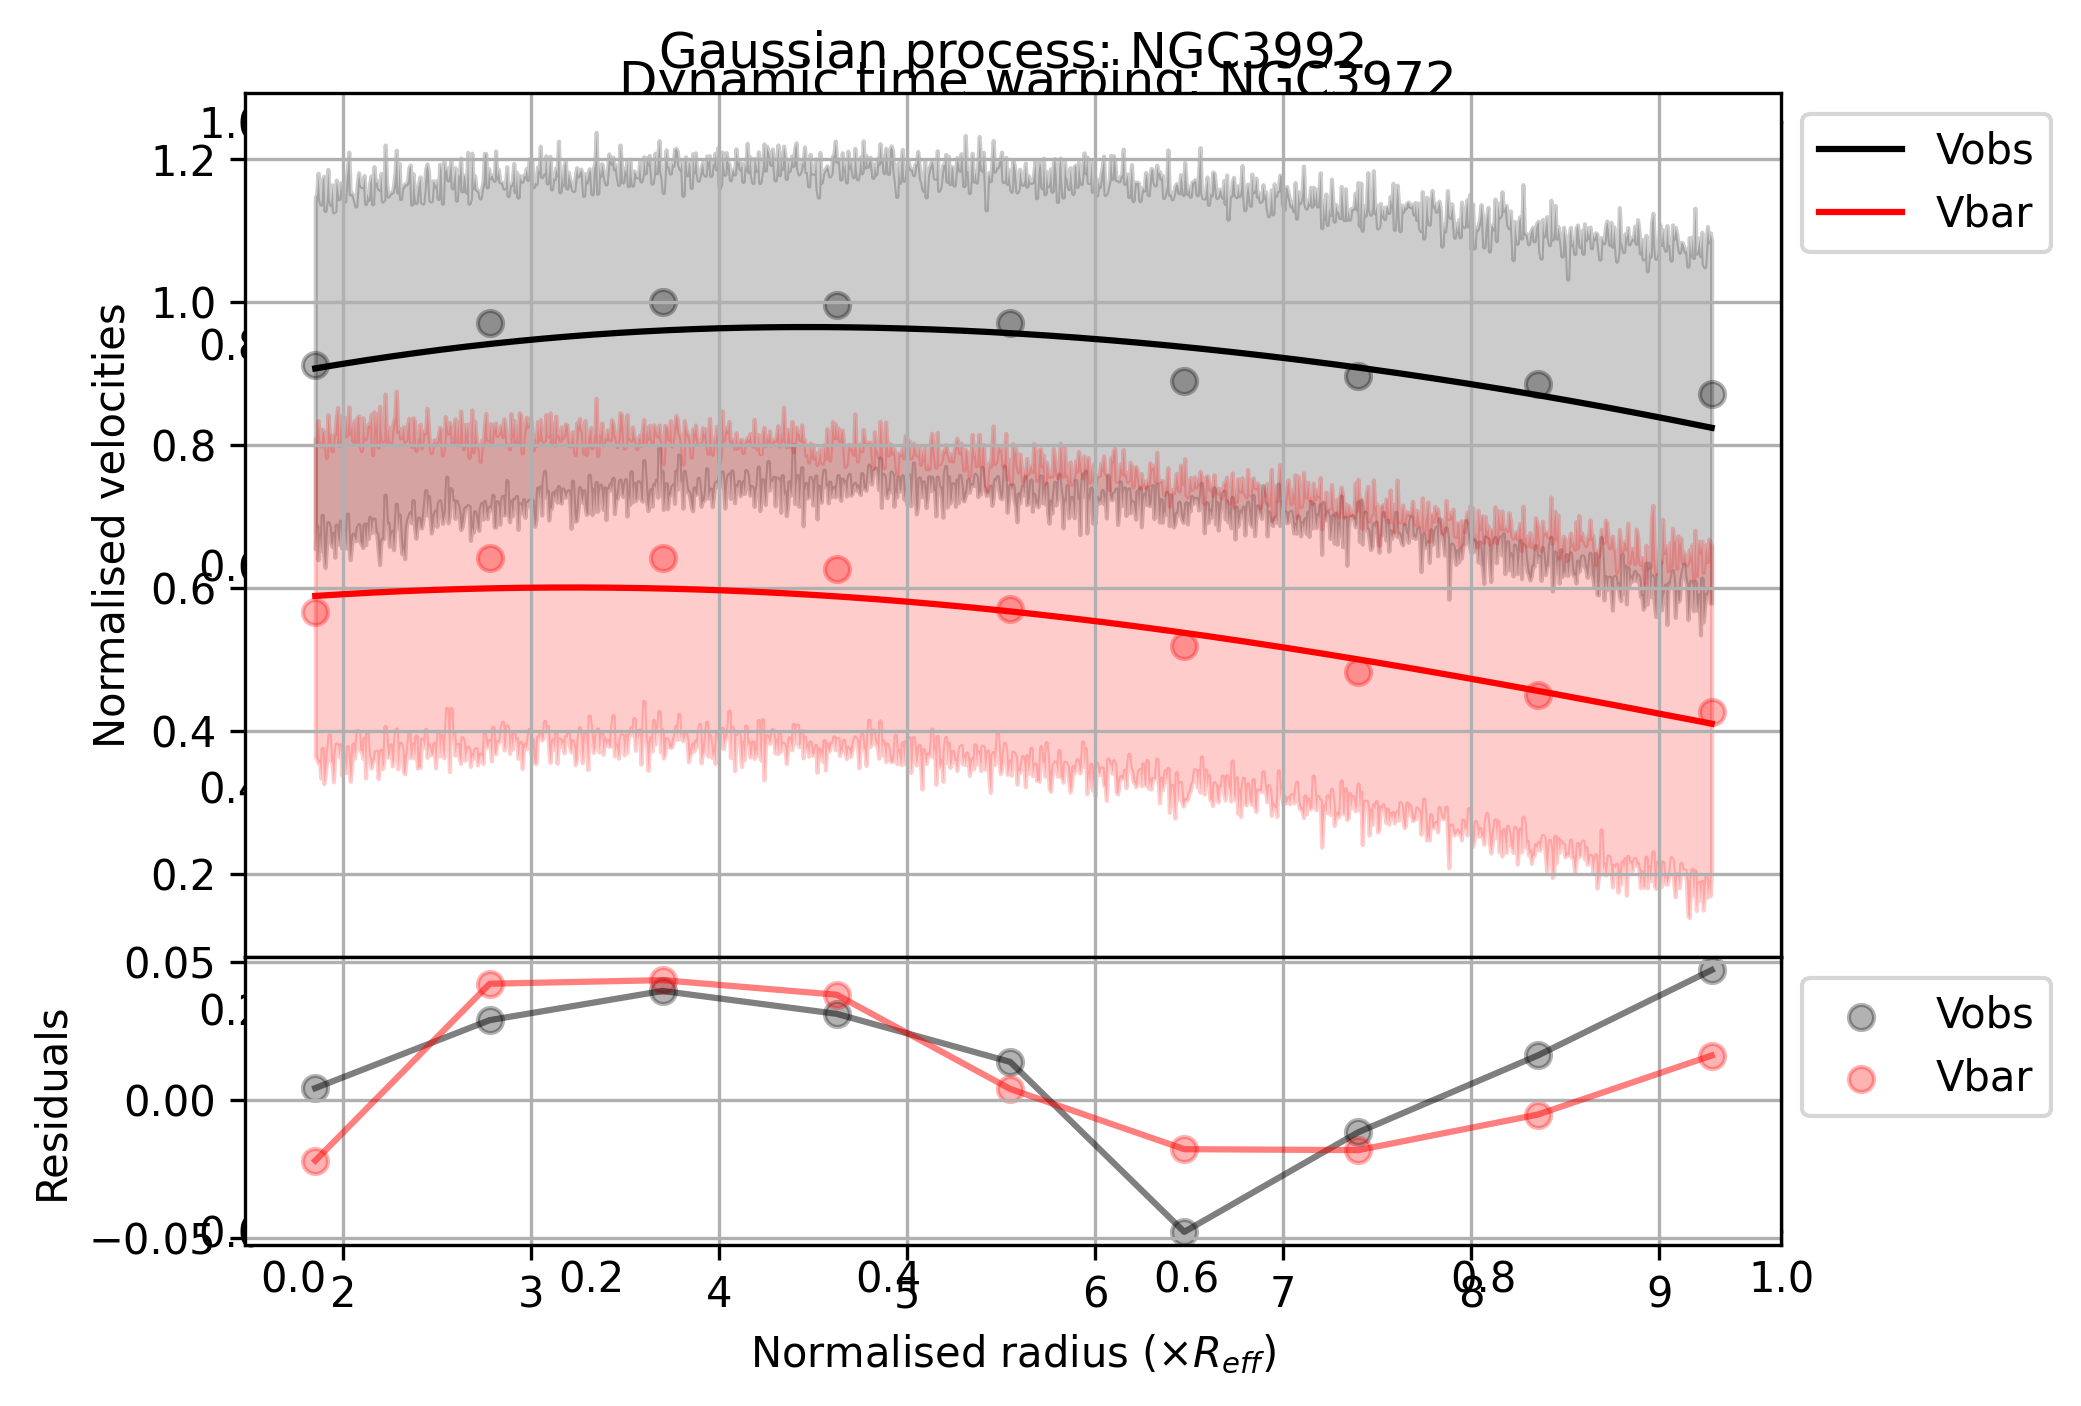 Gaussian process: NGC3992
Dynamic time warping: NGC3972
Normalised velocities
1.2
1.0
0.8
0.6
0.4
0.2
Vobs
Vbar
Residuals
0.05
0.00
−0.05
Vobs
Vbar
0.0 0.2 0.4 0.6 0.8 1.0
2 3 4 5 6 7 8 9
Normalised radius (×R_eff)